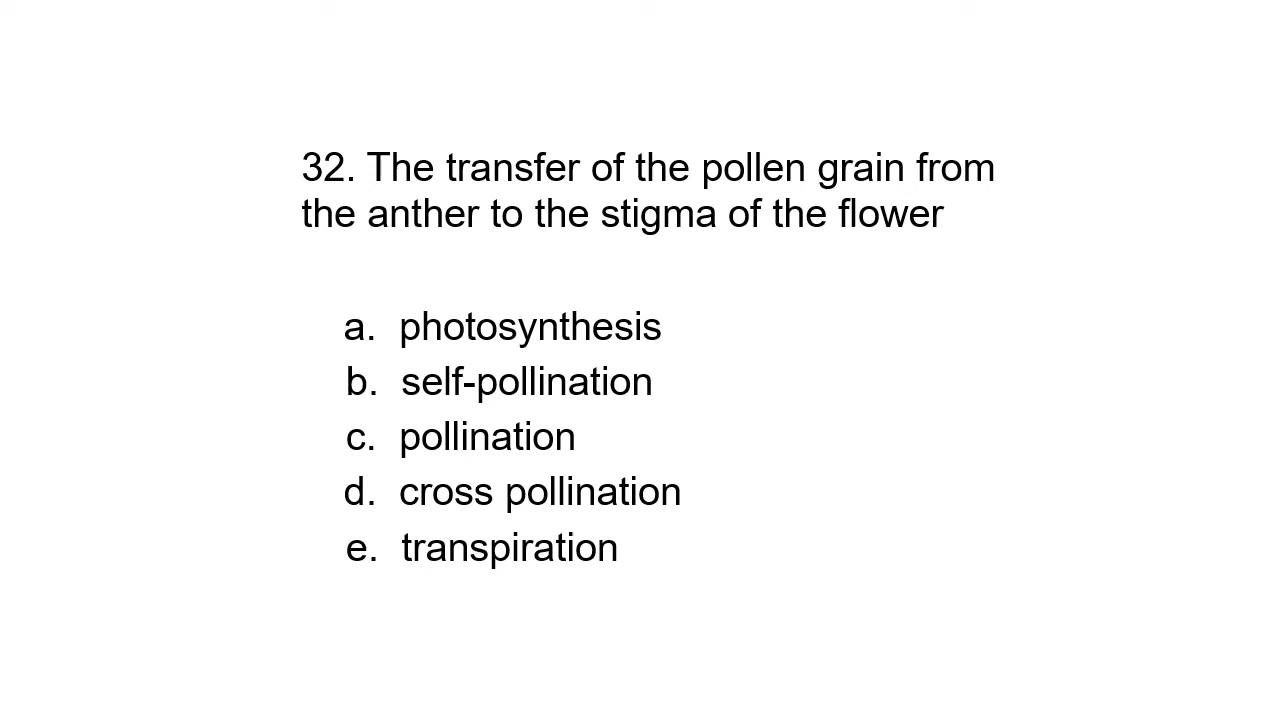 32. The transfer of the pollen grain from
the anther to the stigma of the flower
a. photosynthesis
b. self-pollination
c. pollination
d. cross pollination
e. transpiration